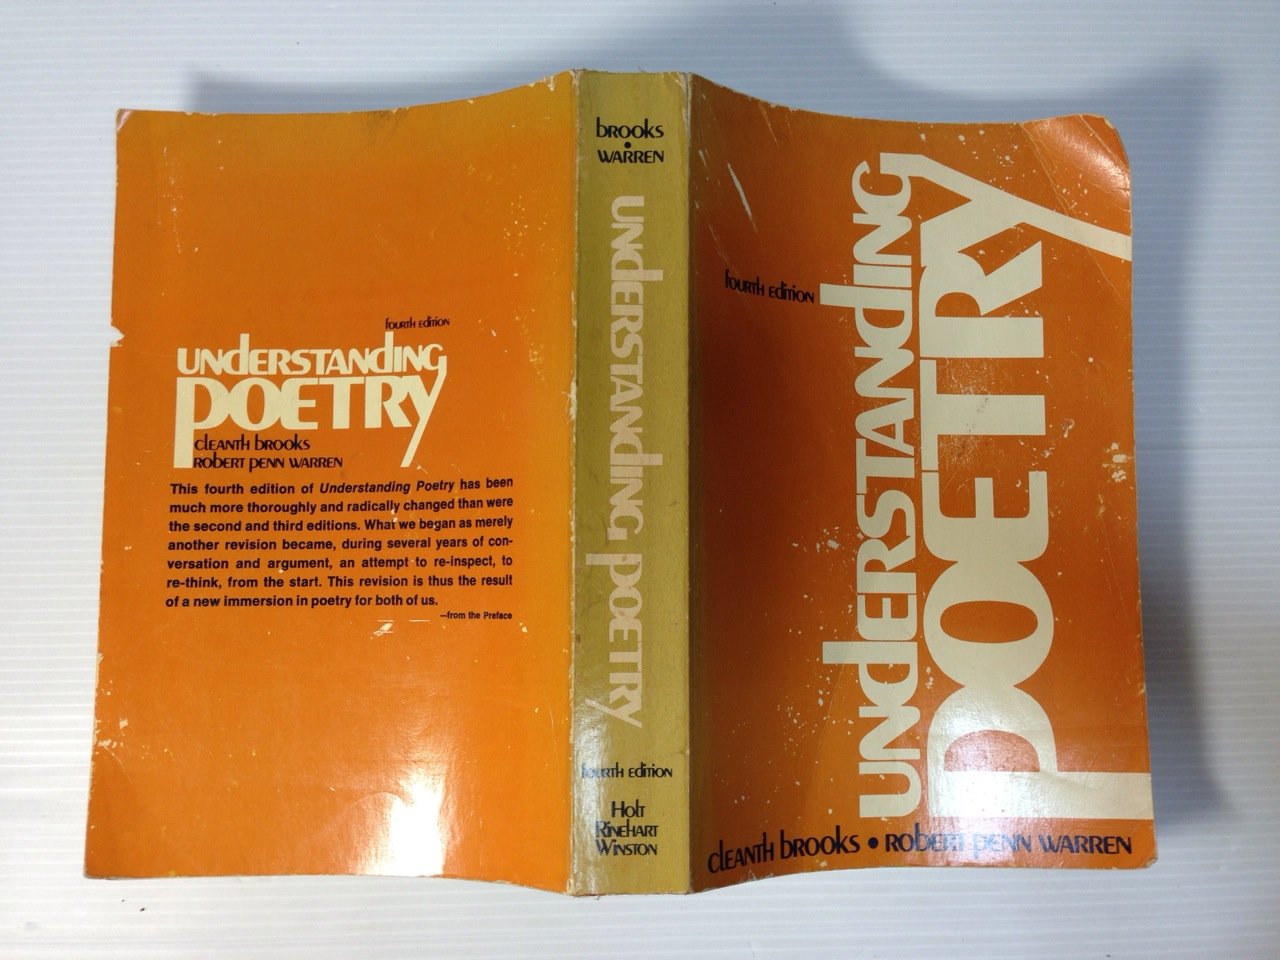 fourth edition
understanding
poetry
cleanth brooks
robert penn warren
This fourth edition of Understanding Poetry has been
much more thoroughly and radically changed than were
the second and third editions. What we began as merely
another revision became, during several years of con-
versation and argument, an attempt to re-inspect, to
re-think, from the start. This revision is thus the result
of a new immersion in poetry for both of us.
—from the Preface
brooks
•
WARREN
understanding poetry
fourth edition
Holt
Rinehart
Winston
fourth edition
understanding
poetry
cleanth brooks • robert penn warren